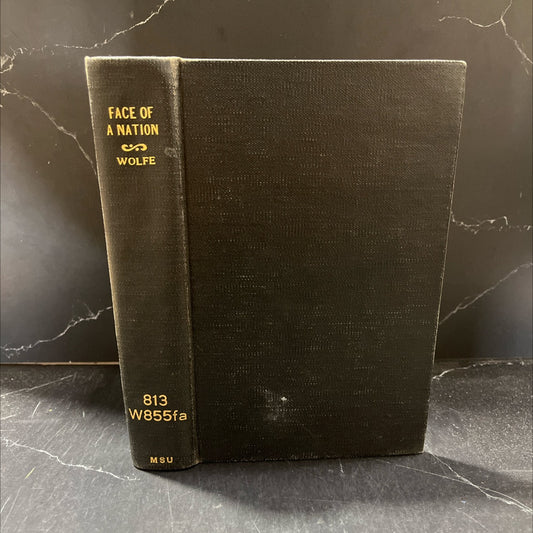 FACE OF
A NATION
WOLFE
813
W855fa
MSU